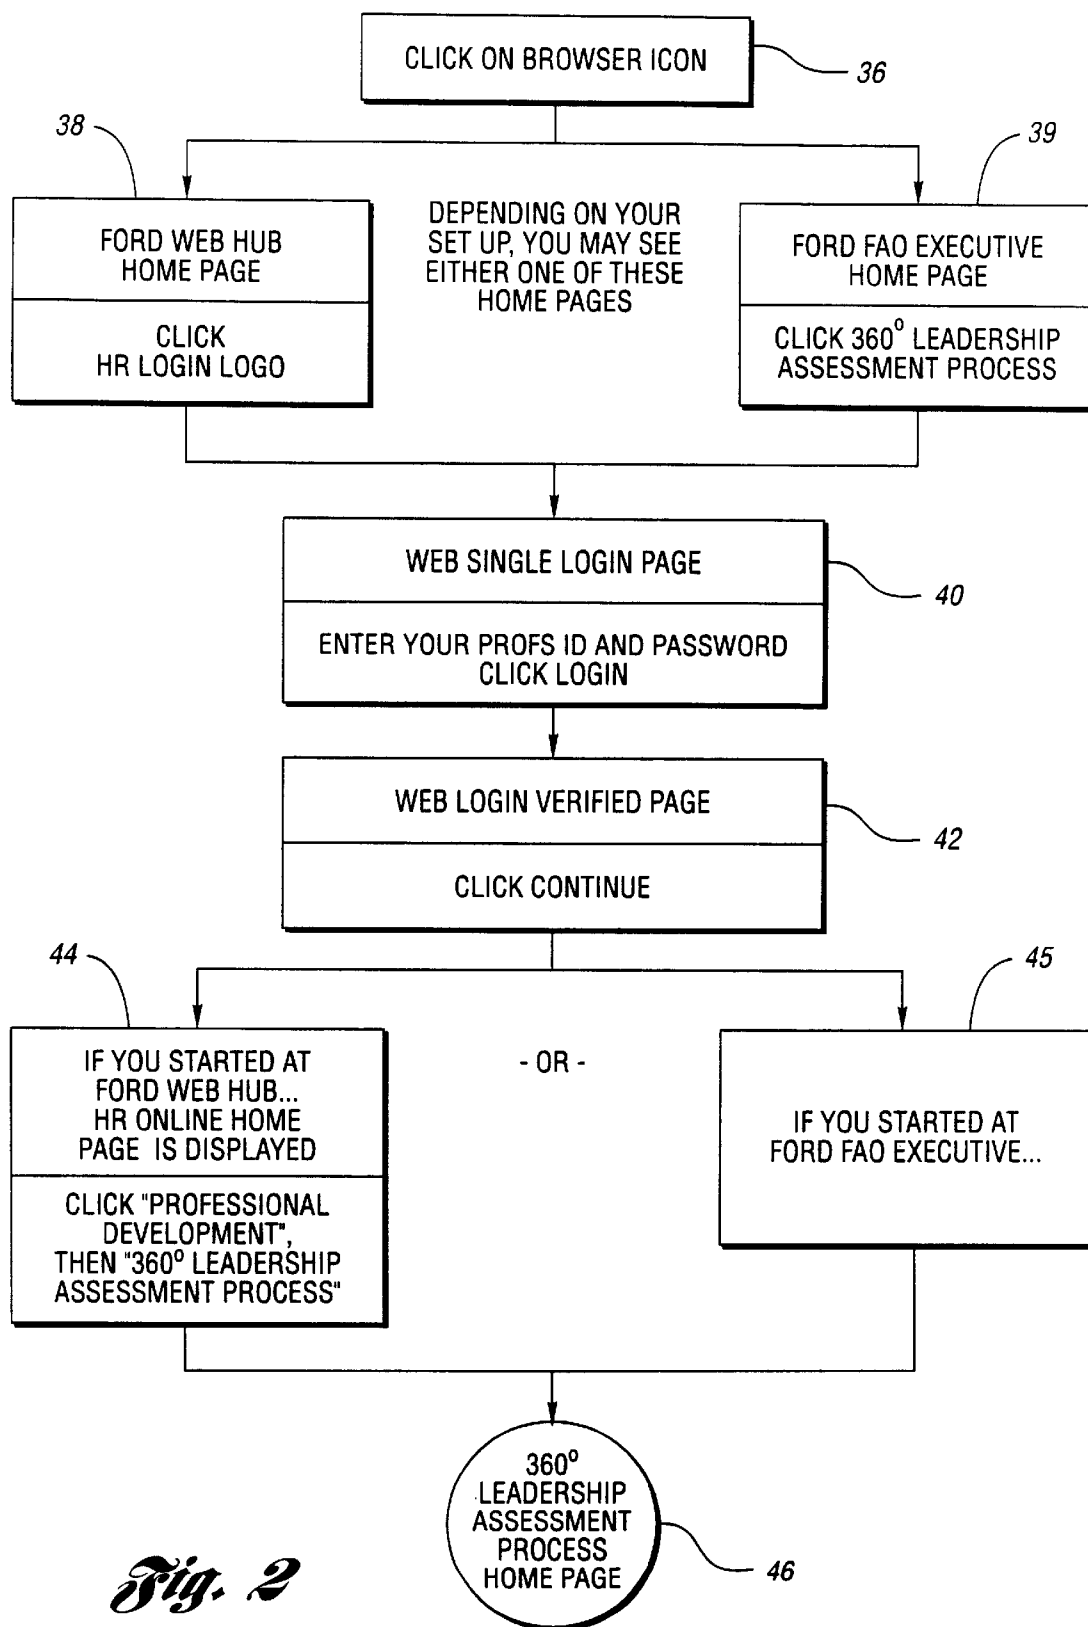 CLICK ON BROWSER ICON
36
38
39
FORD WEB HUB
HOME PAGE
CLICK
HR LOGIN LOGO
DEPENDING ON YOUR
SET UP, YOU MAY SEE
EITHER ONE OF THESE
HOME PAGES
FORD FAO EXECUTIVE
HOME PAGE
CLICK 360° LEADERSHIP
ASSESSMENT PROCESS
WEB SINGLE LOGIN PAGE
40
ENTER YOUR PROFS ID AND PASSWORD
CLICK LOGIN
WEB LOGIN VERIFIED PAGE
42
CLICK CONTINUE
44
45
IF YOU STARTED AT
FORD WEB HUB...
HR ONLINE HOME
PAGE IS DISPLAYED
CLICK "PROFESSIONAL
DEVELOPMENT",
THEN "360° LEADERSHIP
ASSESSMENT PROCESS"
- OR -
IF YOU STARTED AT
FORD FAO EXECUTIVE...
360°
LEADERSHIP
ASSESSMENT
PROCESS
HOME PAGE
46
Fig. 2